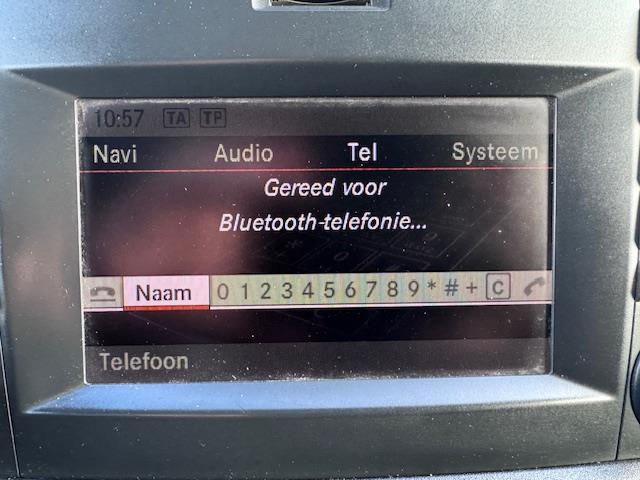 10:57 TA TP
Navi Audio Tel Systeem
Gereed voor
Bluetooth-telefonie...
Naam 0 1 2 3 4 5 6 7 8 9 * # + C
Telefoon